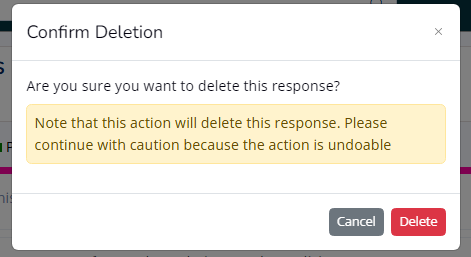 Confirm Deletion
×
Are you sure you want to delete this response?
Note that this action will delete this response. Please
continue with caution because the action is undoable
Cancel
Delete